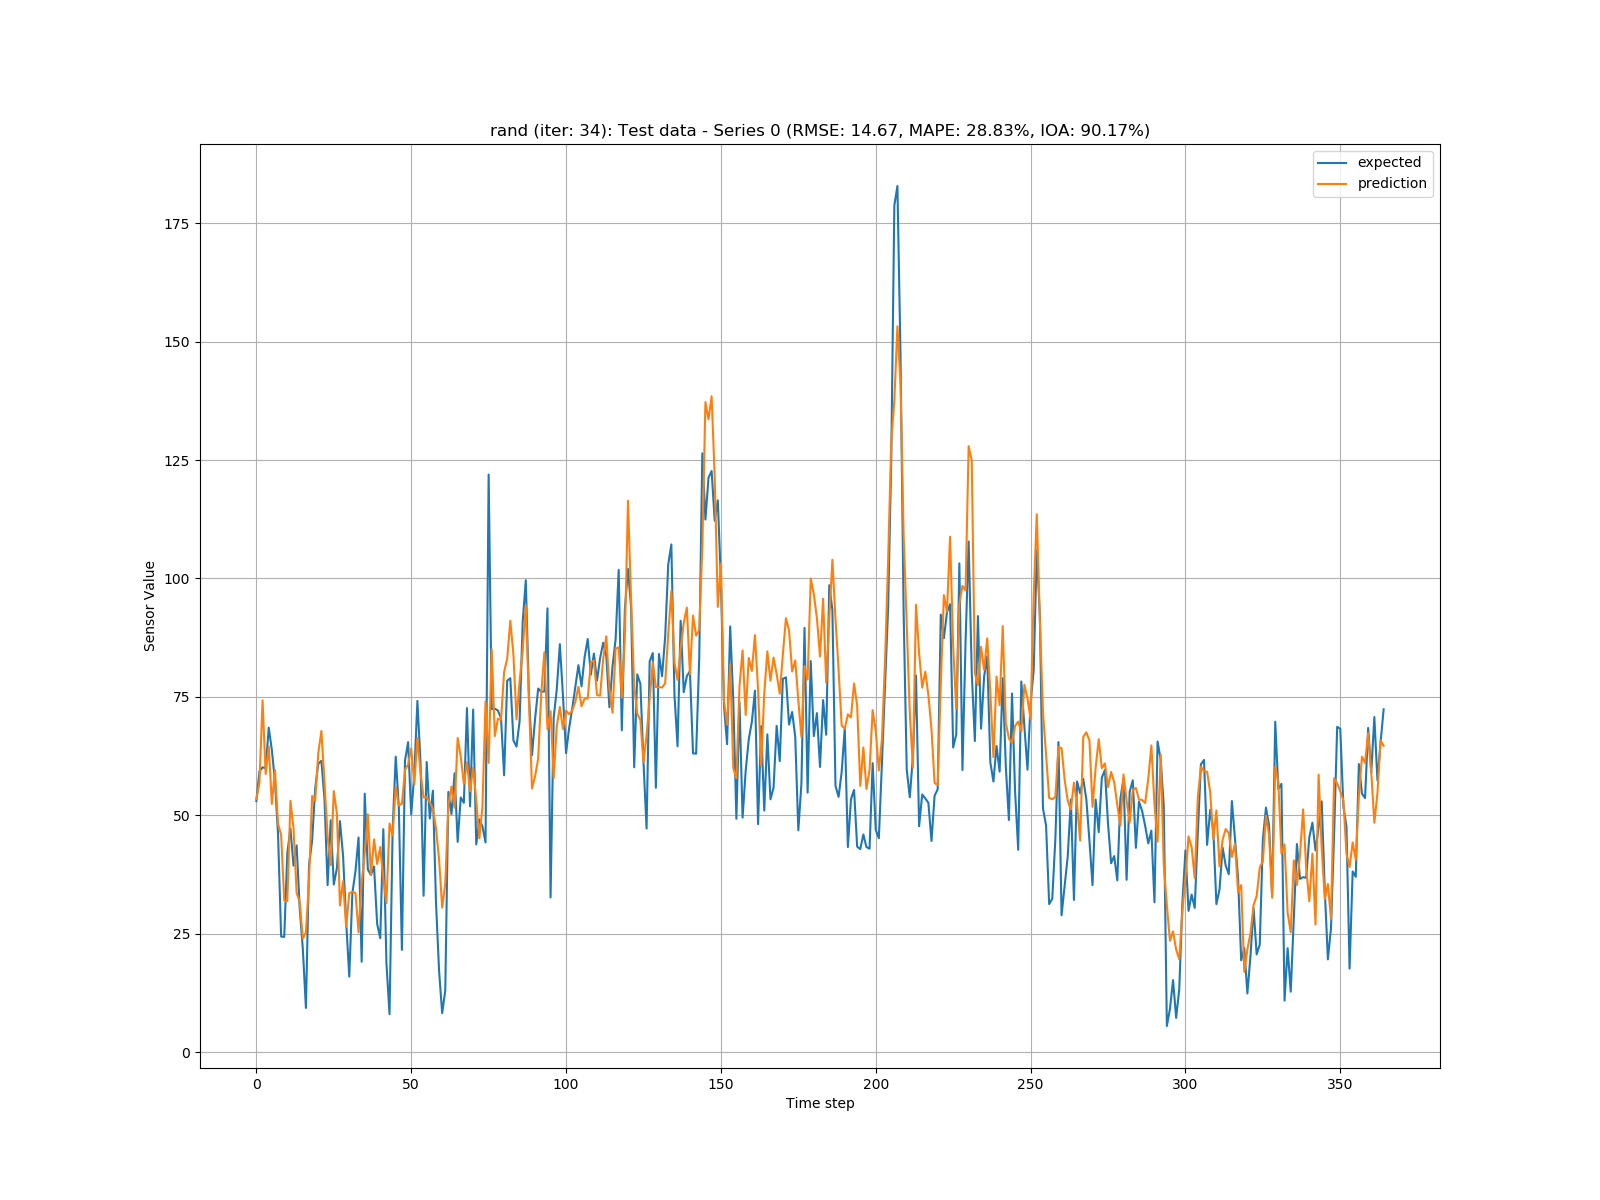 rand (iter: 34): Test data - Series 0 (RMSE: 14.67, MAPE: 28.83%, IOA: 90.17%)
expected
prediction
175
150
125
100
75
50
25
0
Sensor Value
0 50 100 150 200 250 300 350
Time step